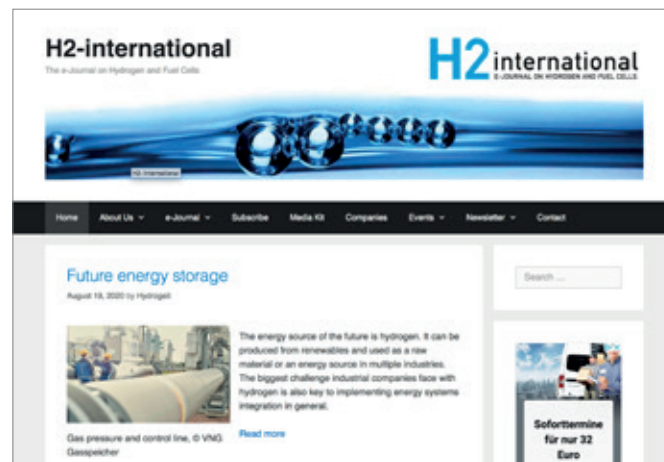 H2-international
The e-Journal on Hydrogen and Fuel Cells
H2 international
E-JOURNAL ON HYDROGEN AND FUEL CELLS
H2-international
Home About Us e-Journal Subscribe Media Kit Companies Events Newsletter Contact
Future energy storage
August 19, 2020 by Hydrogeit
Search ...
The energy source of the future is hydrogen. It can be
produced from renewables and used as a raw
material or an energy source in multiple industries.
The biggest challenge industrial companies face with
hydrogen is also key to implementing energy systems
integration in general.
Read more
Gas pressure and control line, © VNG
Gasspeicher
Soforttermine
für nur 32
Euro